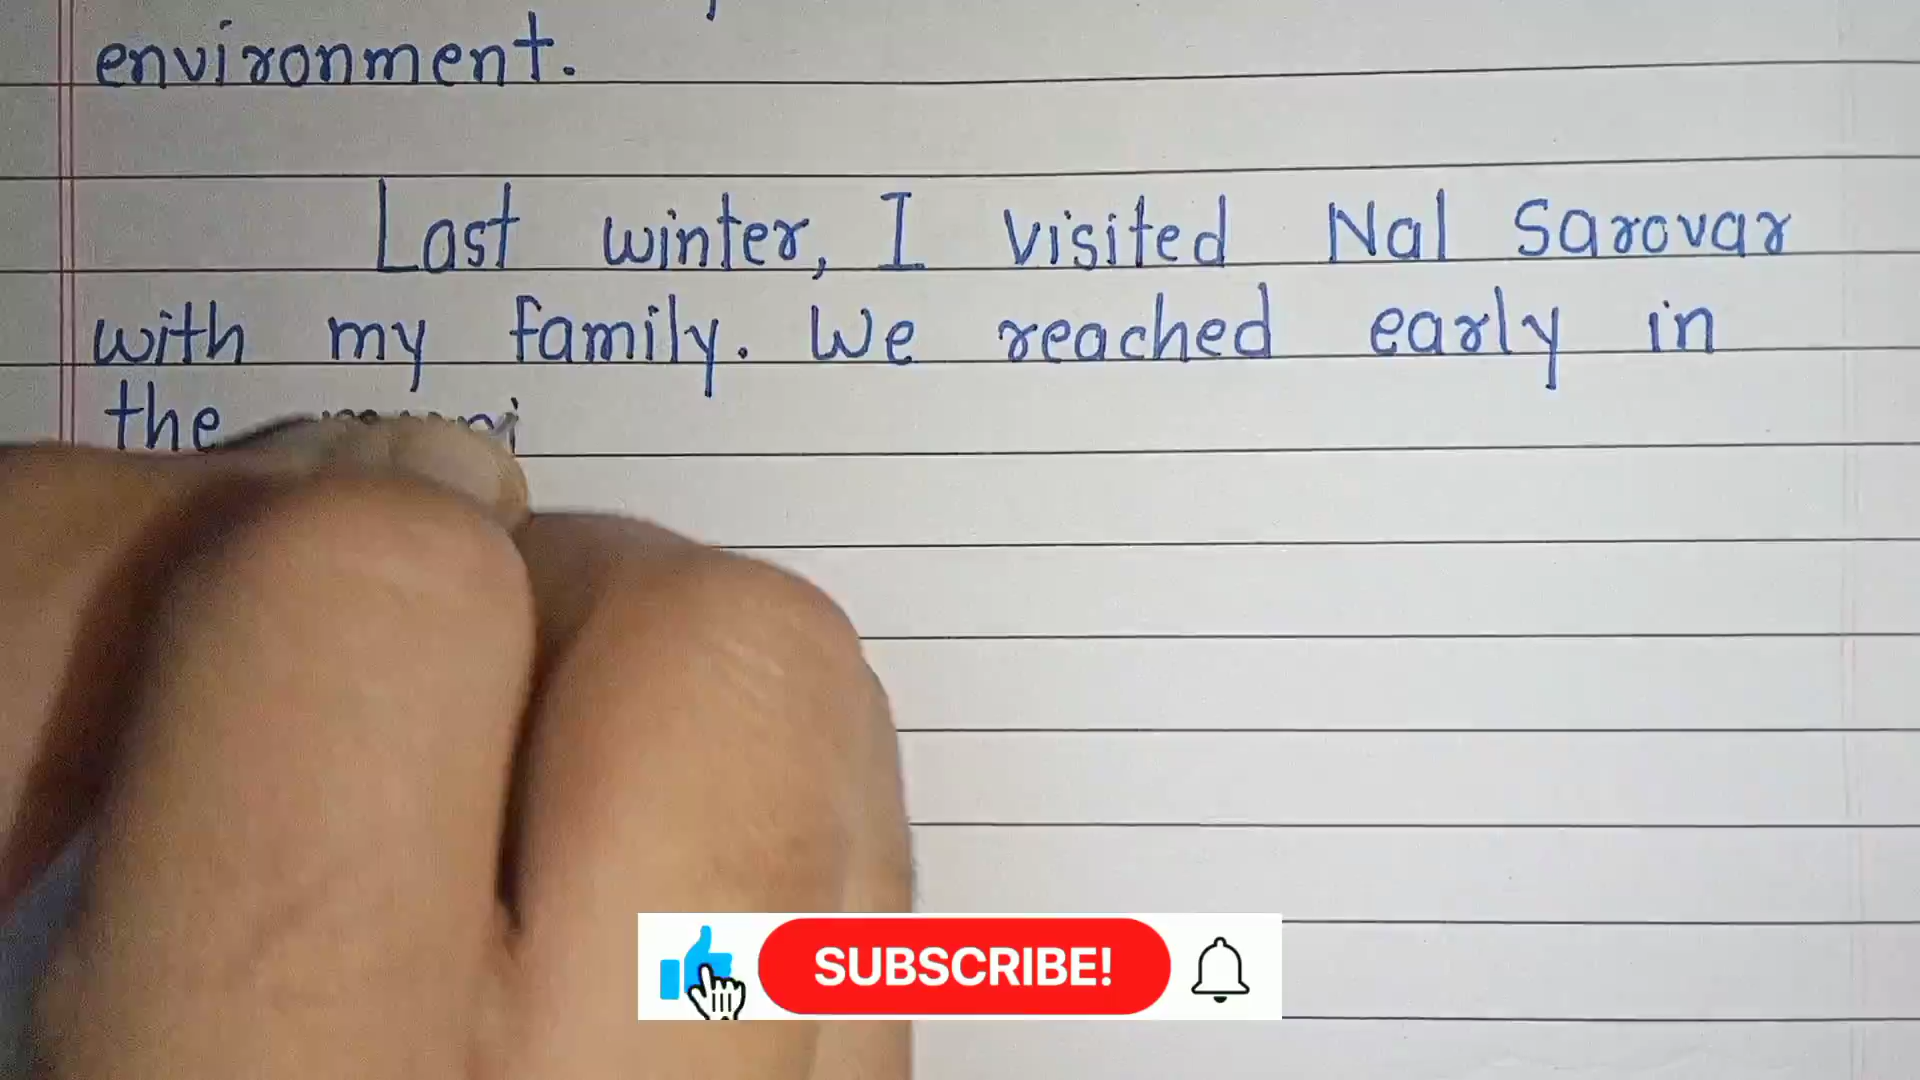 environment.
Last winter, I visited Nal Sarovar
with my family. We reached early in
the
SUBSCRIBE!